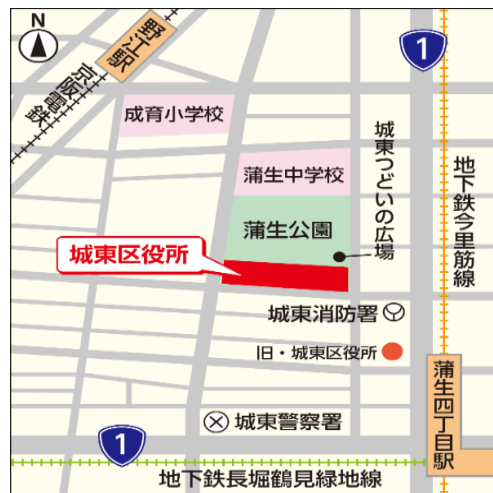 N
野江駅
京阪電鉄
1
成育小学校
蒲生中学校
城東つどいの広場
地下鉄今里筋線
蒲生公園
城東区役所
城東消防署
旧・城東区役所
蒲生四丁目駅
城東警察署
1
地下鉄長堀鶴見緑地線